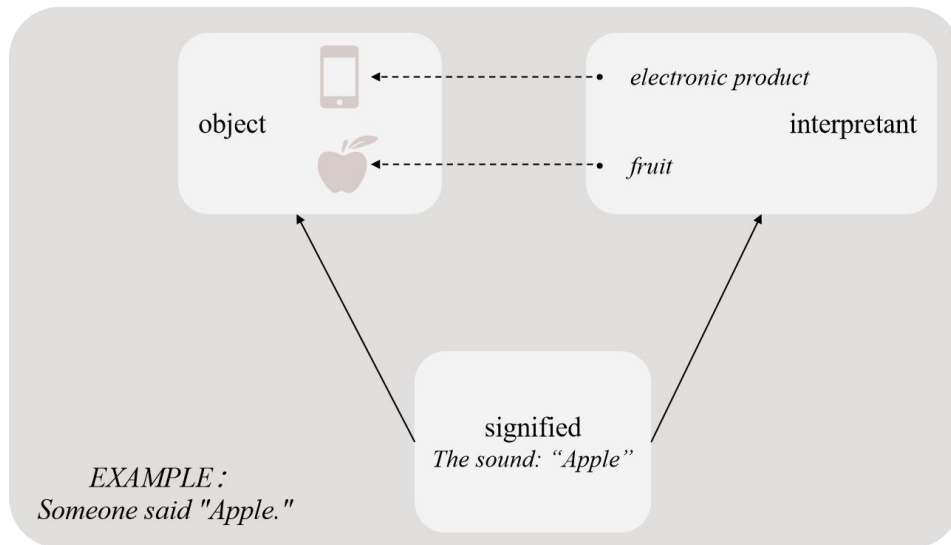 electronic product
object
interpretant
fruit
signified
The sound: “Apple”
EXAMPLE:
Someone said "Apple."